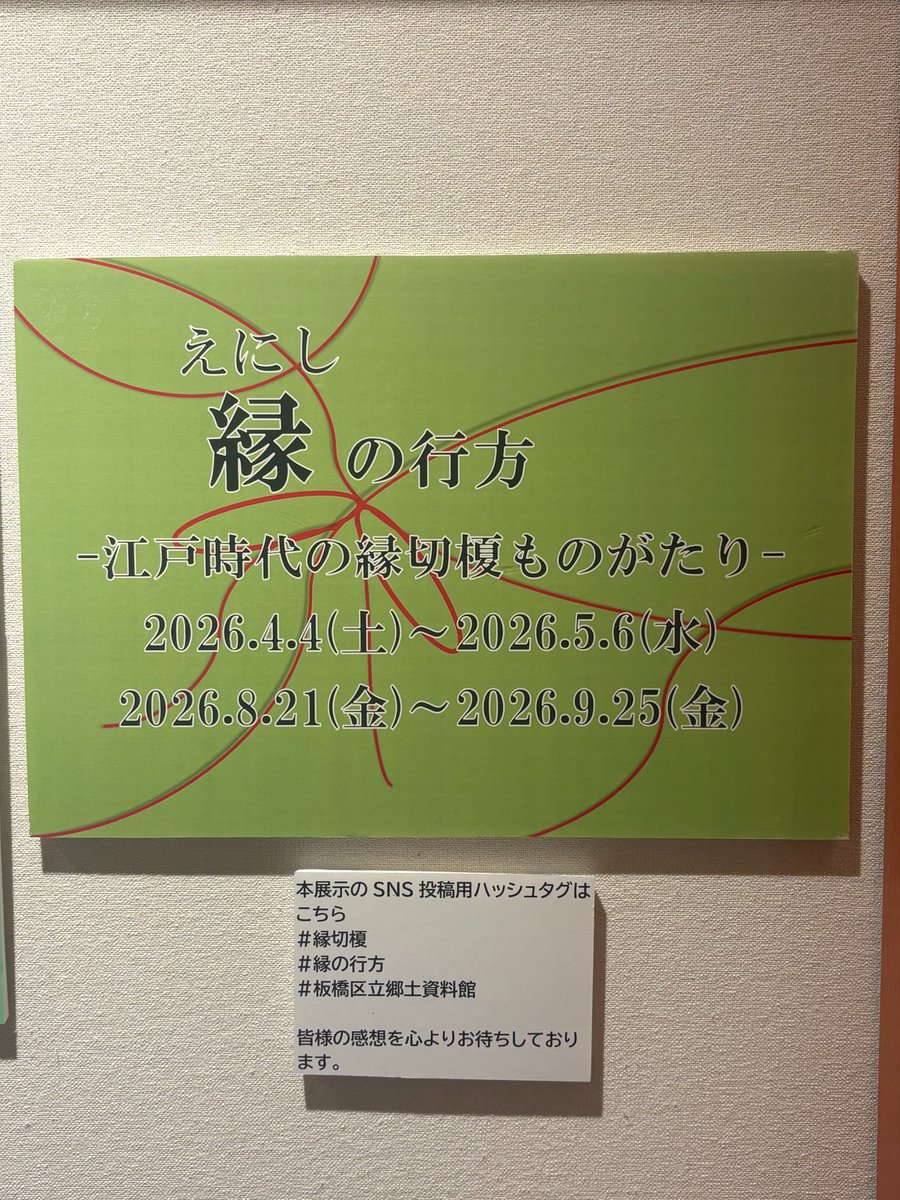 えにし
縁の行方
-江戸時代の縁切榎ものがたり-
2026.4.4(土)～2026.5.6(水)
2026.8.21(金)～2026.9.25(金)
本展示のSNS投稿用ハッシュタグは
こちら
＃縁切榎
＃縁の行方
＃板橋区立郷土資料館
皆様の感想を心よりお待ちしており
ます。